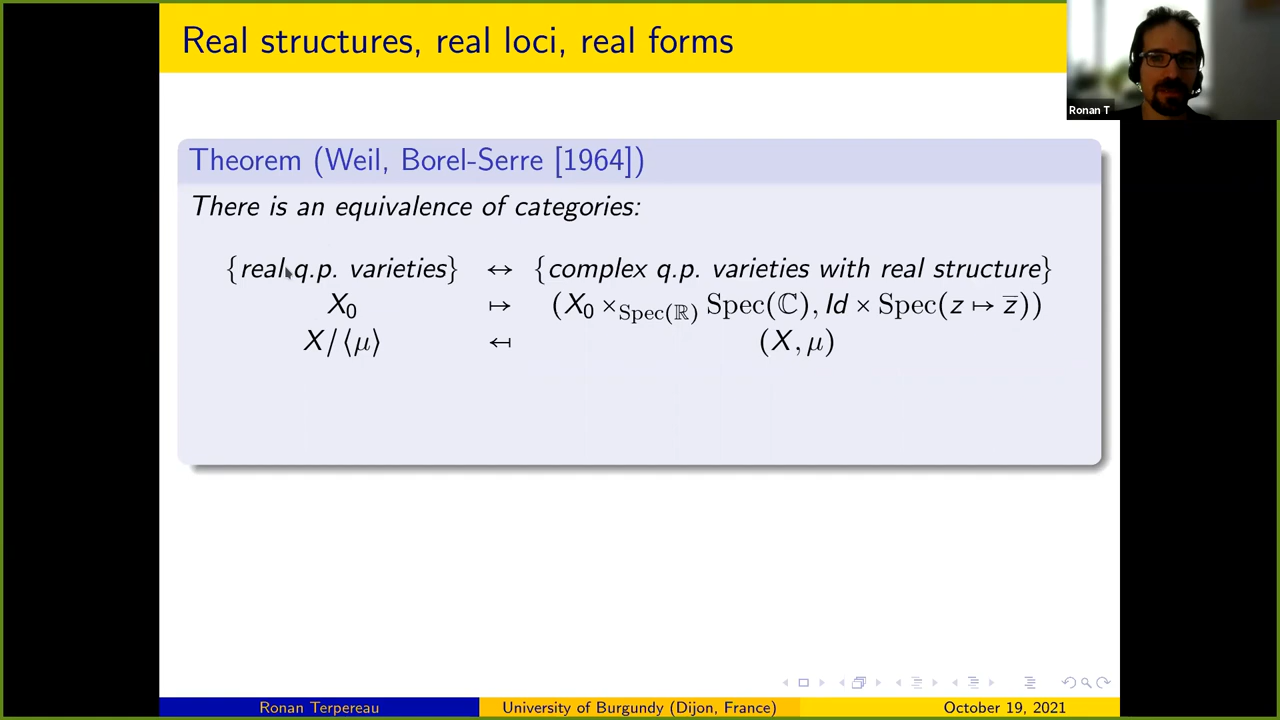 Real structures, real loci, real forms
Ronan T
Theorem (Weil, Borel-Serre [1964])
There is an equivalence of categories:
{real q.p. varieties} ↔ {complex q.p. varieties with real structure}
X₀ ↦ (X₀ ×_{Spec(ℝ)} Spec(ℂ), Id × Spec(z ↦ z̅))
X/⟨μ⟩ ↤ (X, μ)
Ronan Terpereau University of Burgundy (Dijon, France) October 19, 2021